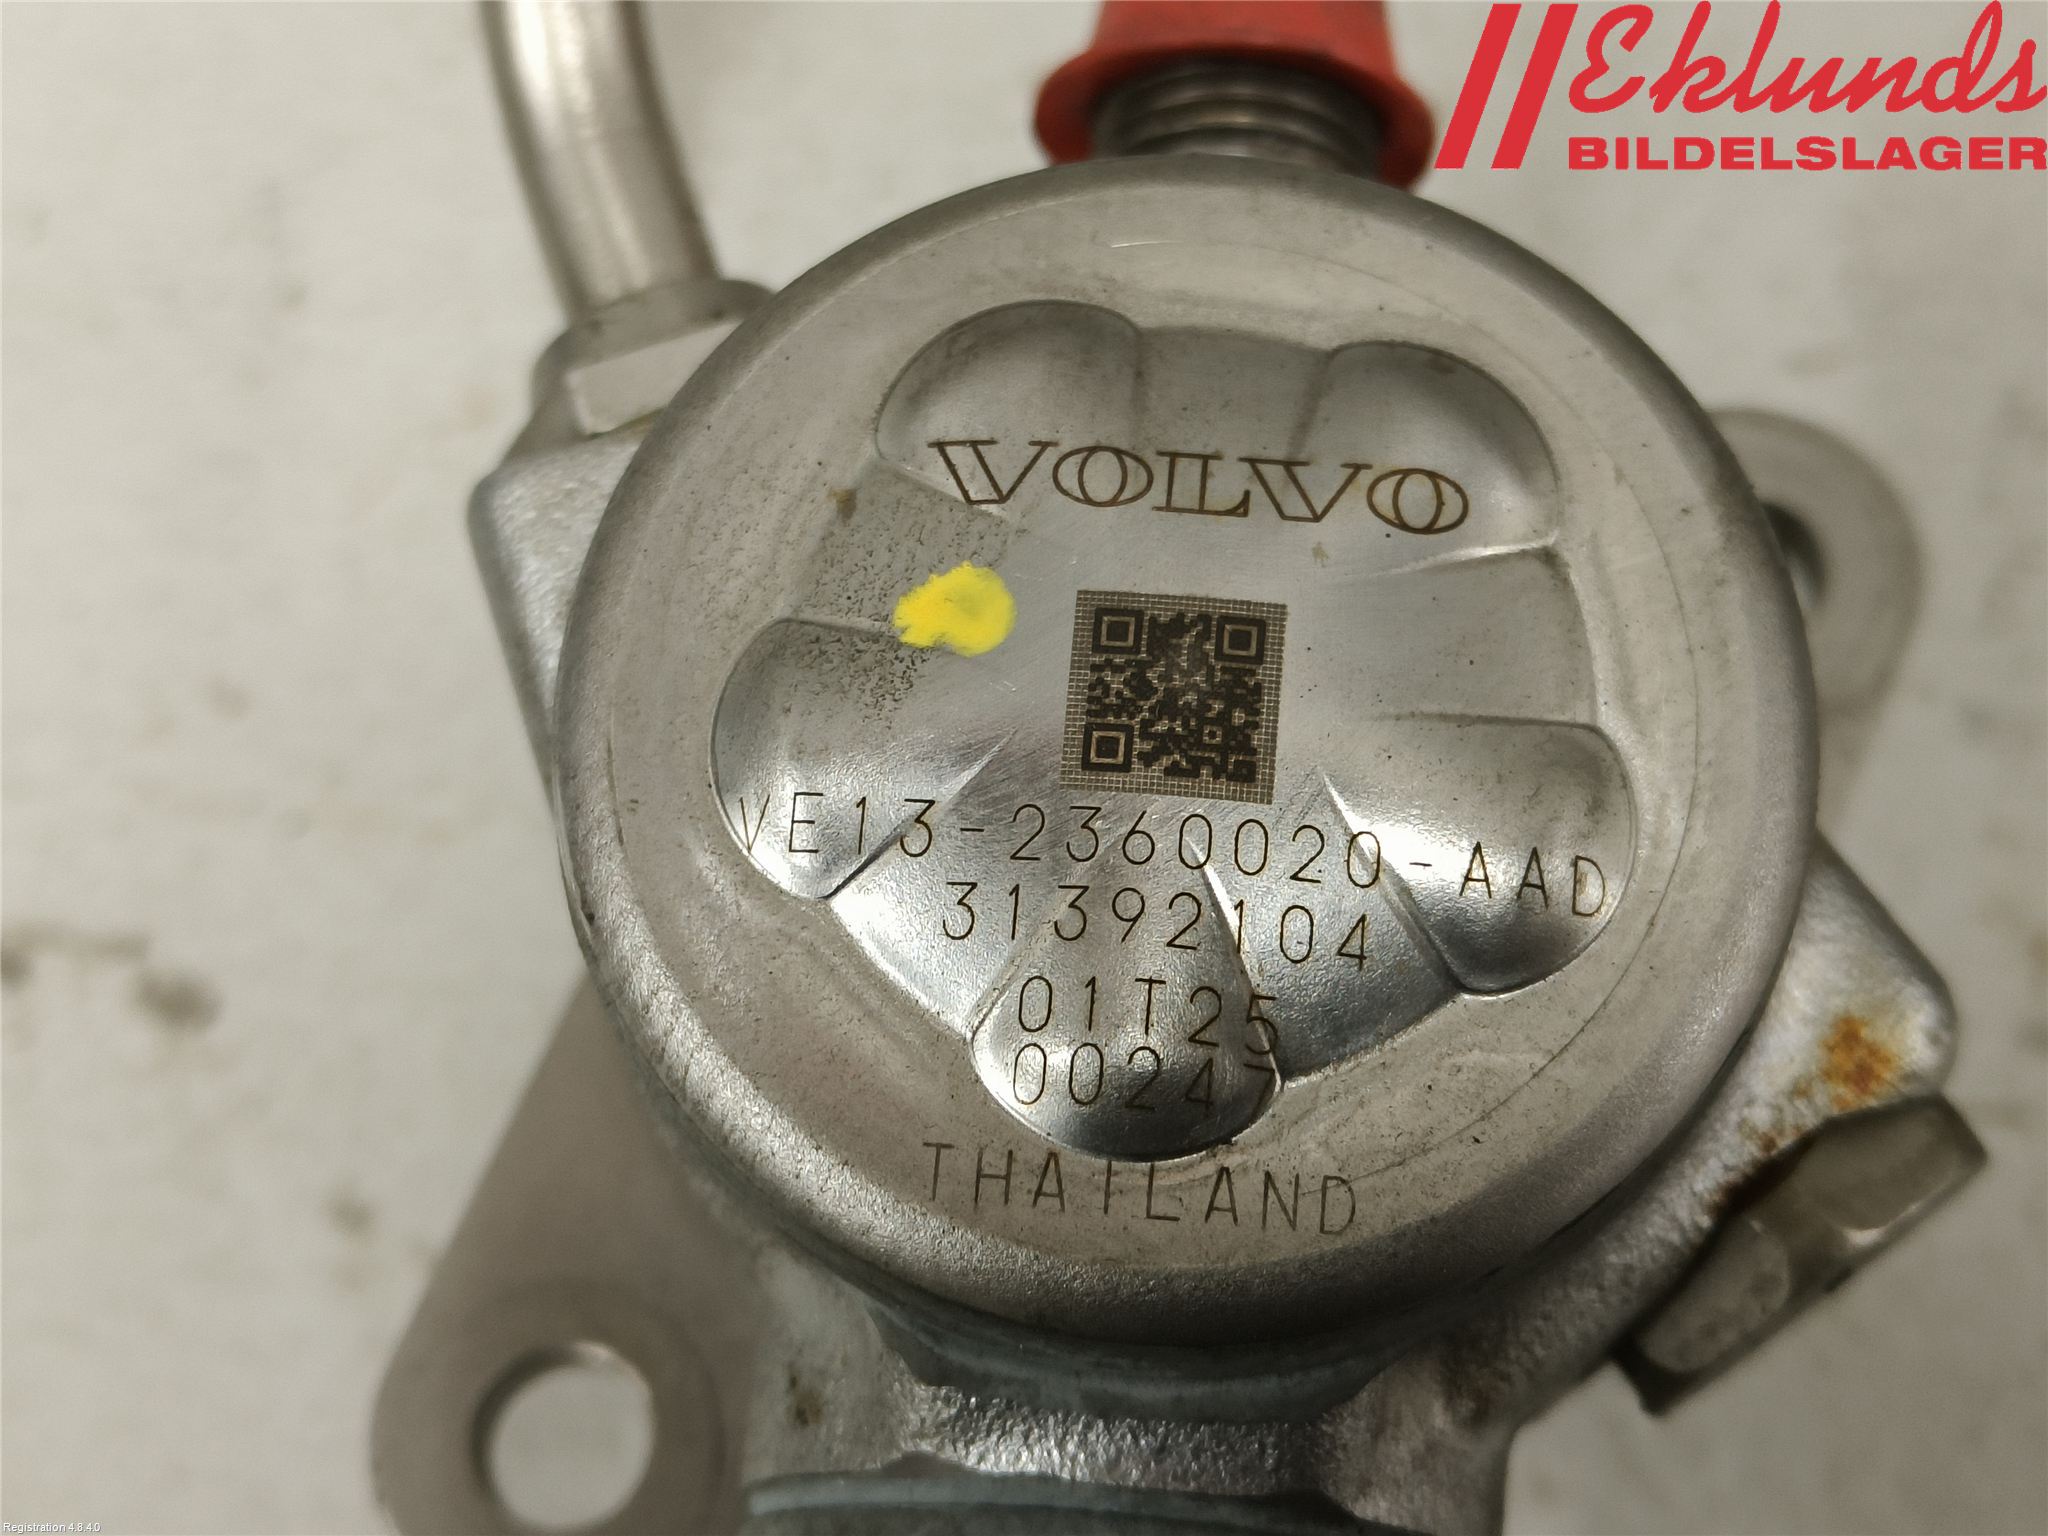 Eklunds
BILDELSLAGER
VOLVO
VE13-2360020-AAD
31392104
01T25
00247
THAILAND
Registration 4.8.4.0